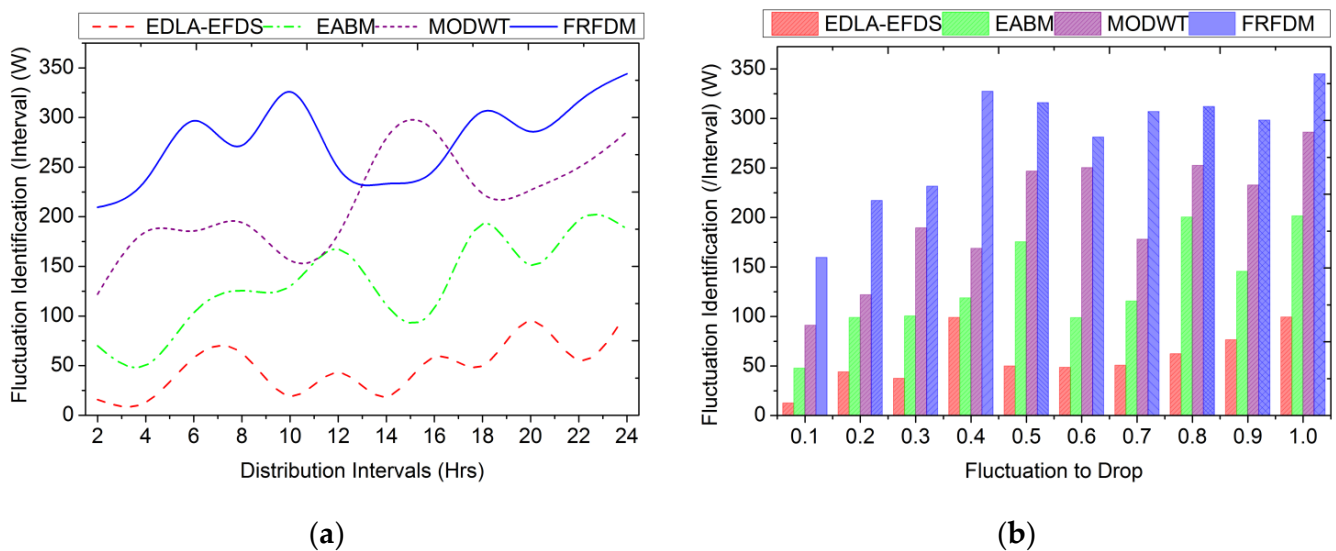 EDLA-EFDS EABM MODWT FRFDM
Fluctuation Identification (Interval) (W)
350
300
250
200
150
100
50
0
2 4 6 8 10 12 14 16 18 20 22 24
Distribution Intervals (Hrs)
(a)
EDLA-EFDS EABM MODWT FRFDM
Fluctuation Identification (/Interval) (W)
350
300
250
200
150
100
50
0
0.1 0.2 0.3 0.4 0.5 0.6 0.7 0.8 0.9 1.0
Fluctuation to Drop
(b)